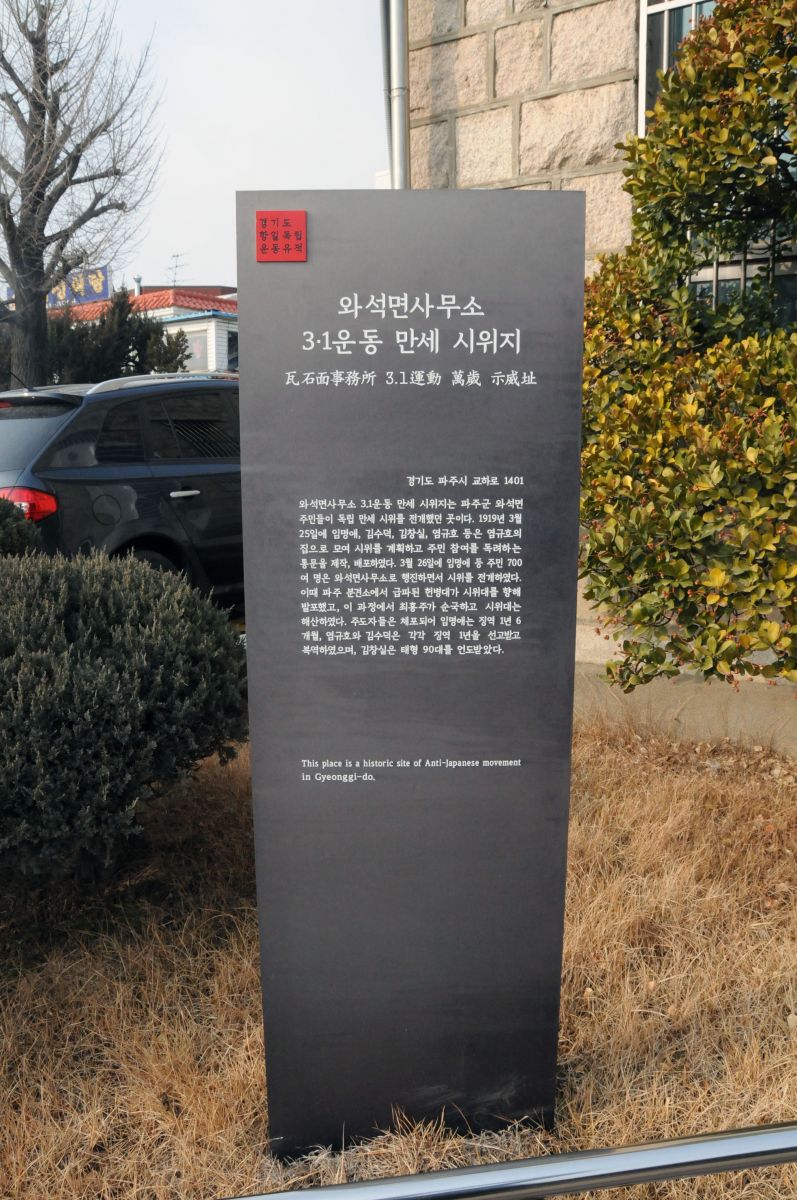 경기도
항일독립
운동유적
와석면사무소
3·1운동 만세 시위지
瓦石面事務所 3.1運動 萬歲 示威址
경기도 파주시 교하로 1401
와석면사무소 3.1운동 만세 시위지는 파주군 와석면
주민들이 독립 만세 시위를 전개했던 곳이다. 1919년 3월
25일에 임명애, 김수덕, 김창실, 염규호 등은 염규호의
집으로 모여 시위를 계획하고 주민 참여를 독려하는
통문을 제작, 배포하였다. 3월 26일에 임명애 등 주민 700
여 명은 와석면사무소로 행진하면서 시위를 전개하였다.
이때 파주 분견소에서 급파된 헌병대가 시위대를 향해
발포했고, 이 과정에서 최홍주가 순국하고 시위대는
해산하였다. 주도자들은 체포되어 임명애는 징역 1년 6
개월, 염규호와 김수덕은 각각 징역 1년을 선고받고
복역하였으며, 김창실은 태형 90대를 언도받았다.
This place is a historic site of Anti-Japanese movement
in Gyeonggi-do.